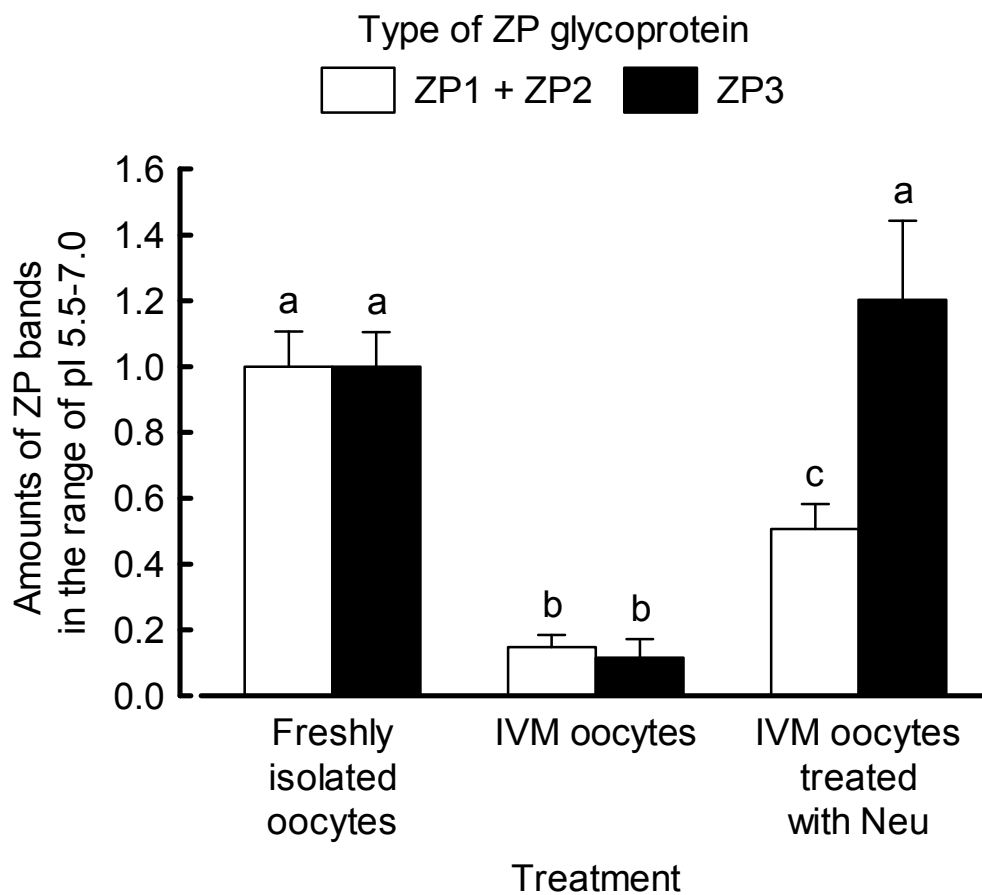 Type of ZP glycoprotein
ZP1 + ZP2 ZP3
Amounts of ZP bands
in the range of pI 5.5-7.0
1.6
1.4
1.2
1.0
0.8
0.6
0.4
0.2
0.0
a a b b c a
Freshly
isolated
oocytes
IVM oocytes
IVM oocytes
treated
with Neu
Treatment